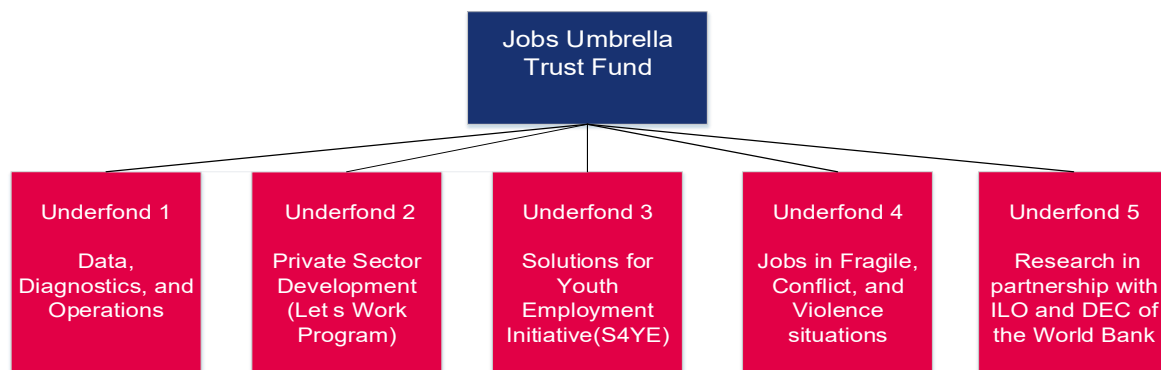 Jobs Umbrella
Trust Fund
Underfond 1
Data,
Diagnostics, and
Operations
Underfond 2
Private Sector
Development
(Let s Work
Program)
Underfond 3
Solutions for
Youth
Employment
Initiative(S4YE)
Underfond 4
Jobs in Fragile,
Conflict, and
Violence
situations
Underfond 5
Research in
partnership with
ILO and DEC of
the World Bank